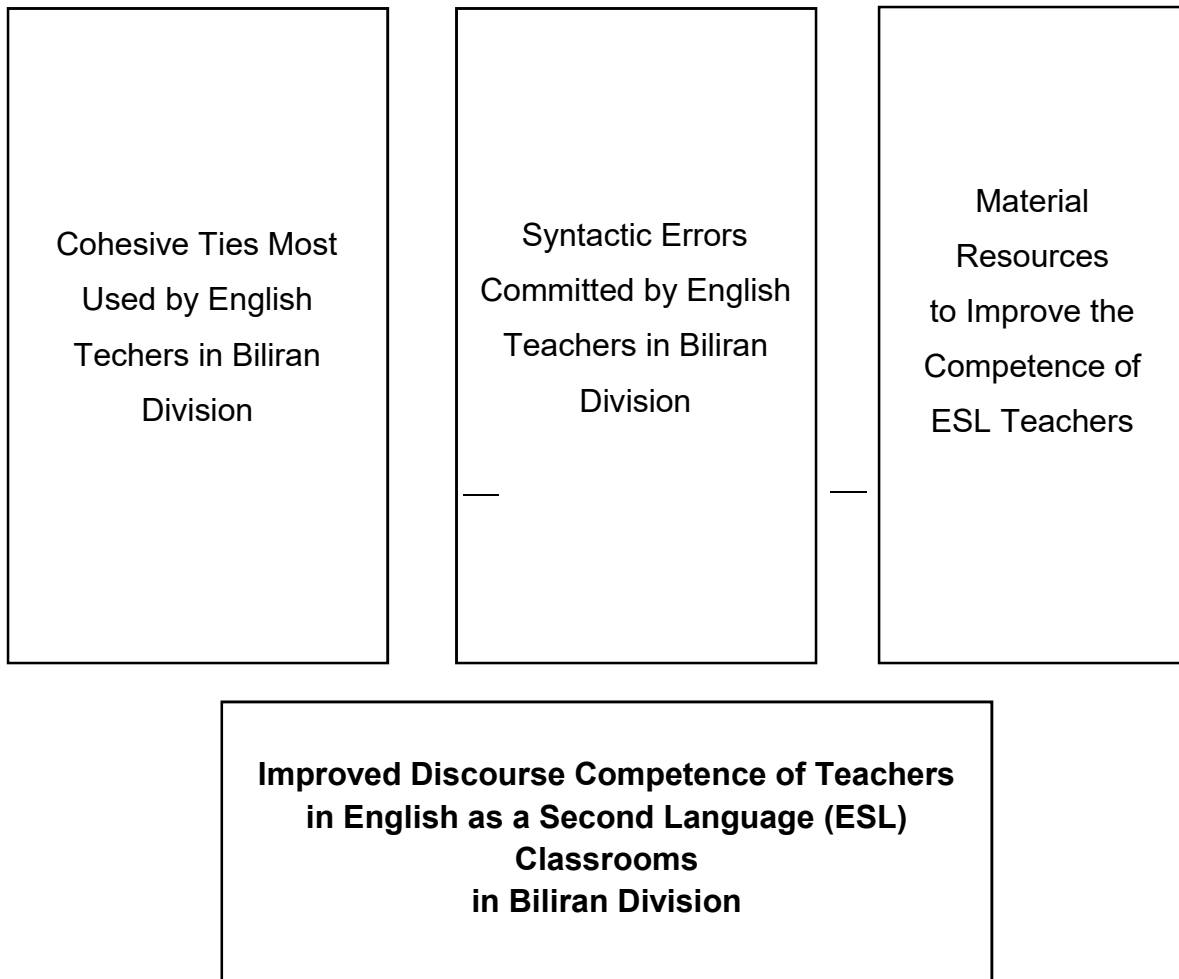 Cohesive Ties Most
Used by English
Techers in Biliran
Division
Syntactic Errors
Committed by English
Teachers in Biliran
Division
Material
Resources
to Improve the
Competence of
ESL Teachers
Improved Discourse Competence of Teachers
in English as a Second Language (ESL)
Classrooms
in Biliran Division